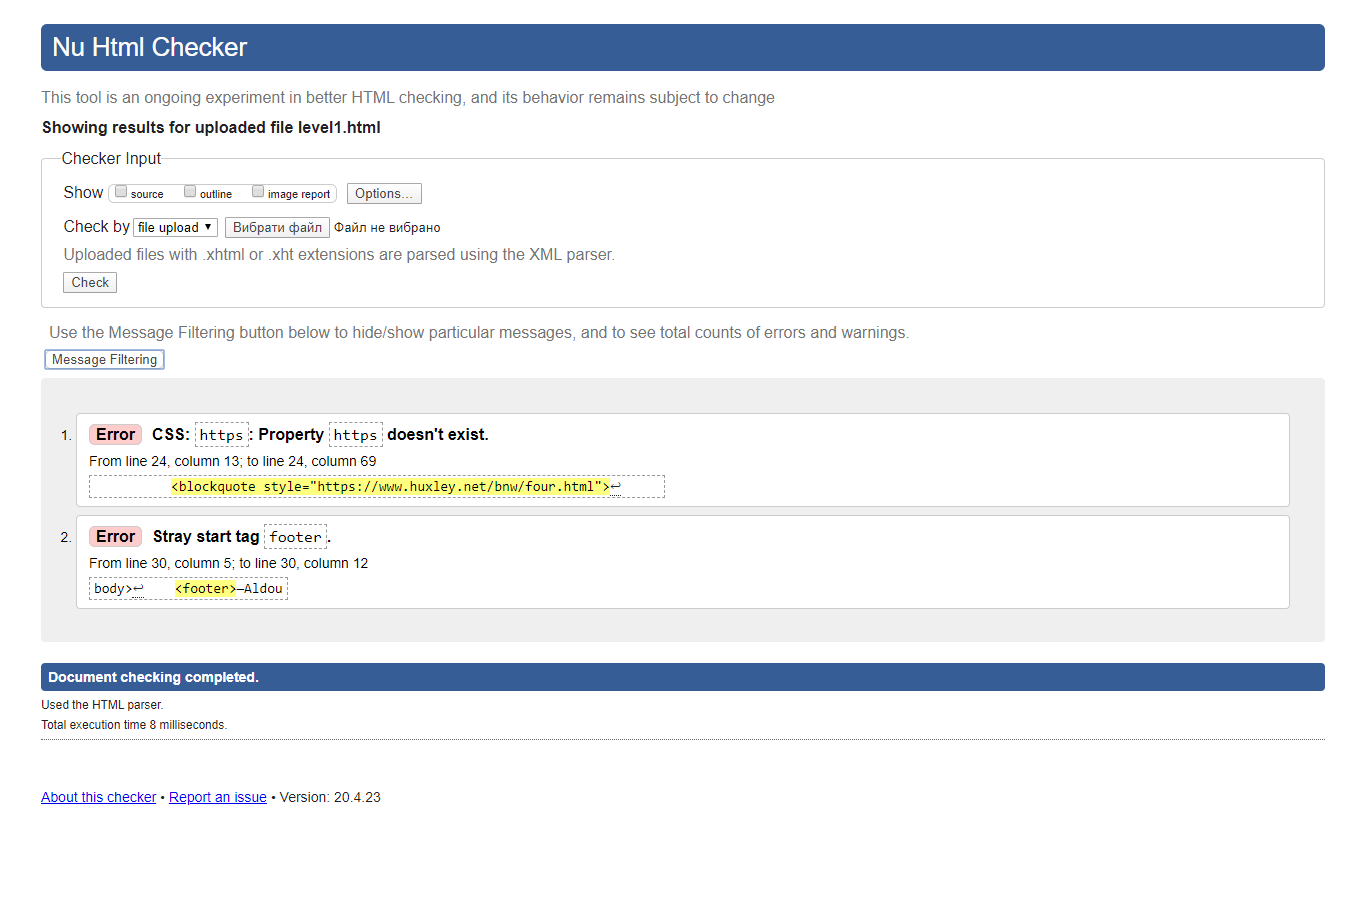 Nu Html Checker
This tool is an ongoing experiment in better HTML checking, and its behavior remains subject to change
Showing results for uploaded file level1.html
Checker Input
Show source outline image report Options...
Check by file upload Вибрати файл Файл не вибрано
Uploaded files with .xhtml or .xht extensions are parsed using the XML parser.
Check
Use the Message Filtering button below to hide/show particular messages, and to see total counts of errors and warnings.
Message Filtering
1. Error CSS: https: Property https doesn't exist.
From line 24, column 13; to line 24, column 69
<blockquote style="https://www.huxley.net/bnw/four.html">↩
2. Error Stray start tag footer.
From line 30, column 5; to line 30, column 12
body>↩ <footer>—Aldou
Document checking completed.
Used the HTML parser.
Total execution time 8 milliseconds.
About this checker • Report an issue • Version: 20.4.23